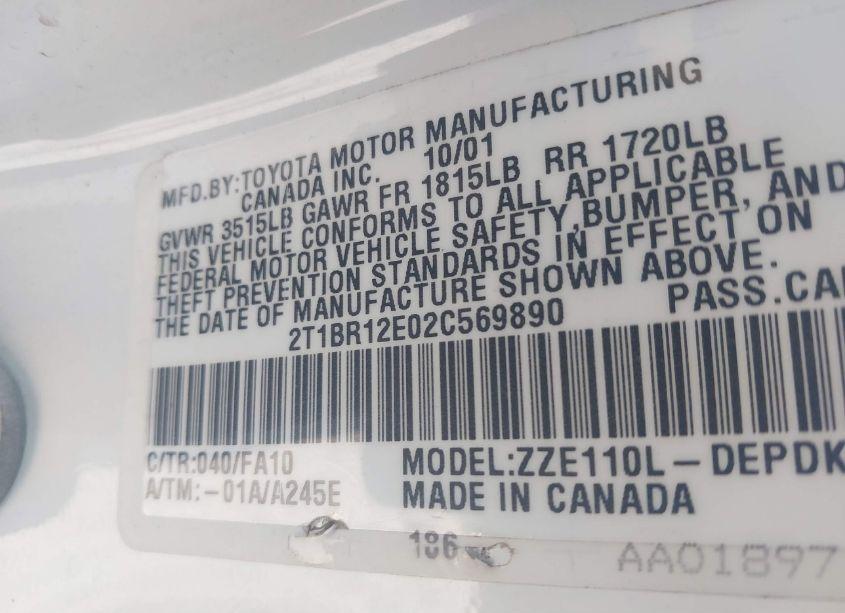 MFD.BY:TOYOTA MOTOR MANUFACTURING
CANADA INC. 10/01
GVWR 3515LB GAWR FR 1815LB RR 1720LB
THIS VEHICLE CONFORMS TO ALL APPLICABLE
FEDERAL MOTOR VEHICLE SAFETY,BUMPER, AND
THEFT PREVENTION STANDARDS IN EFFECT ON
THE DATE OF MANUFACTURE SHOWN ABOVE.
2T1BR12E02C569890 PASS.CA
C/TR:040/FA10 MODEL:ZZE110L-DEPDK
A/TM:-01A/A245E MADE IN CANADA
186 AA01897